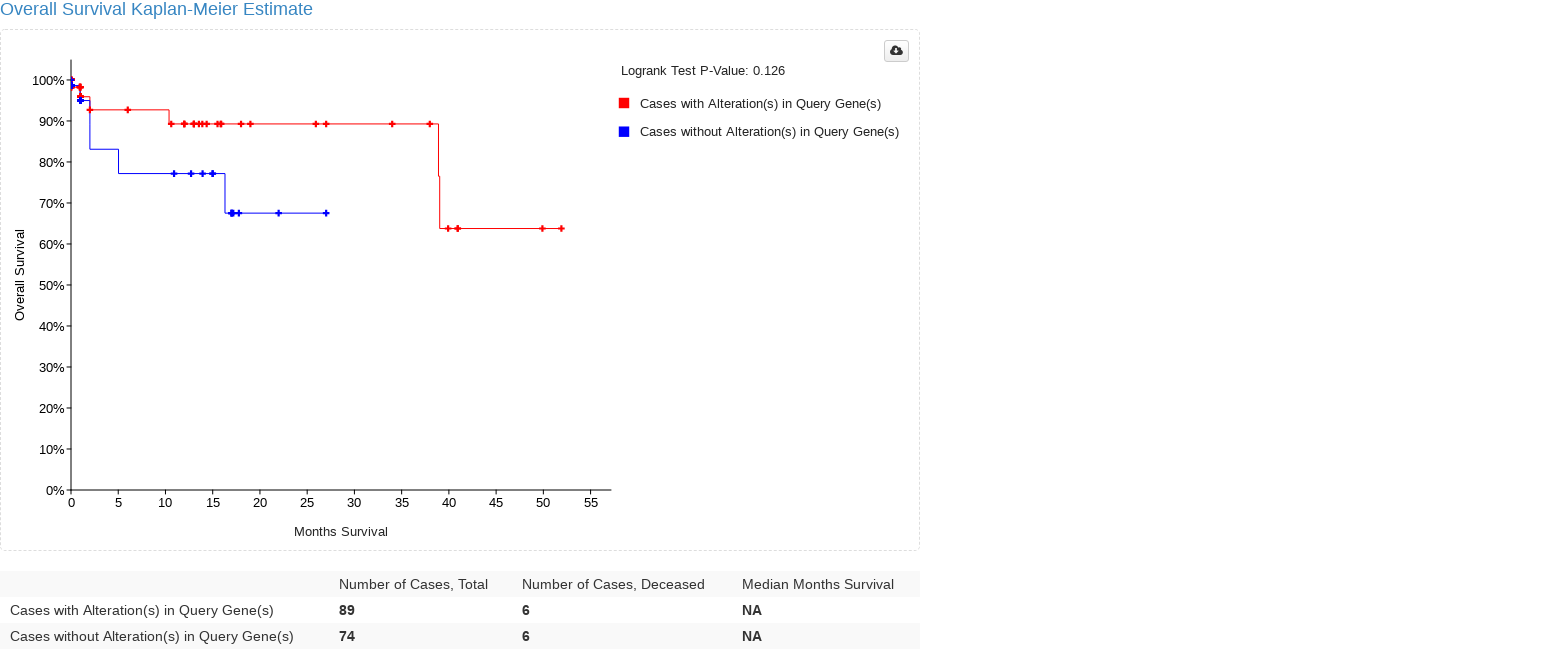 Overall Survival Kaplan-Meier Estimate
Logrank Test P-Value: 0.126
Cases with Alteration(s) in Query Gene(s)
Cases without Alteration(s) in Query Gene(s)
Overall Survival
100%
90%
80%
70%
60%
50%
40%
30%
20%
10%
0%
0 5 10 15 20 25 30 35 40 45 50 55
Months Survival
Number of Cases, Total Number of Cases, Deceased Median Months Survival
Cases with Alteration(s) in Query Gene(s) 89 6 NA
Cases without Alteration(s) in Query Gene(s) 74 6 NA